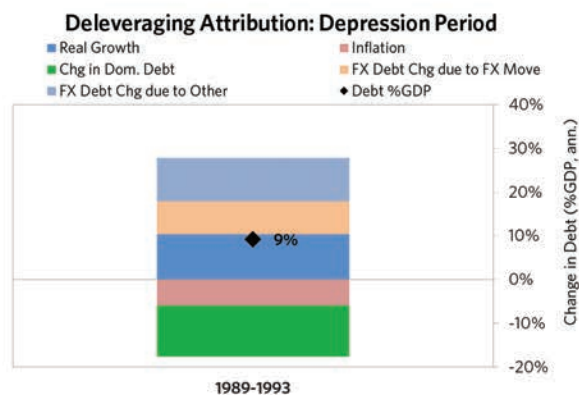 Deleveraging Attribution: Depression Period
Real Growth Inflation
Chg in Dom. Debt FX Debt Chg due to FX Move
FX Debt Chg due to Other Debt %GDP
40%
30%
20%
10%
0%
-10%
-20%
9%
Change in Debt (%GDP, ann.)
1989-1993